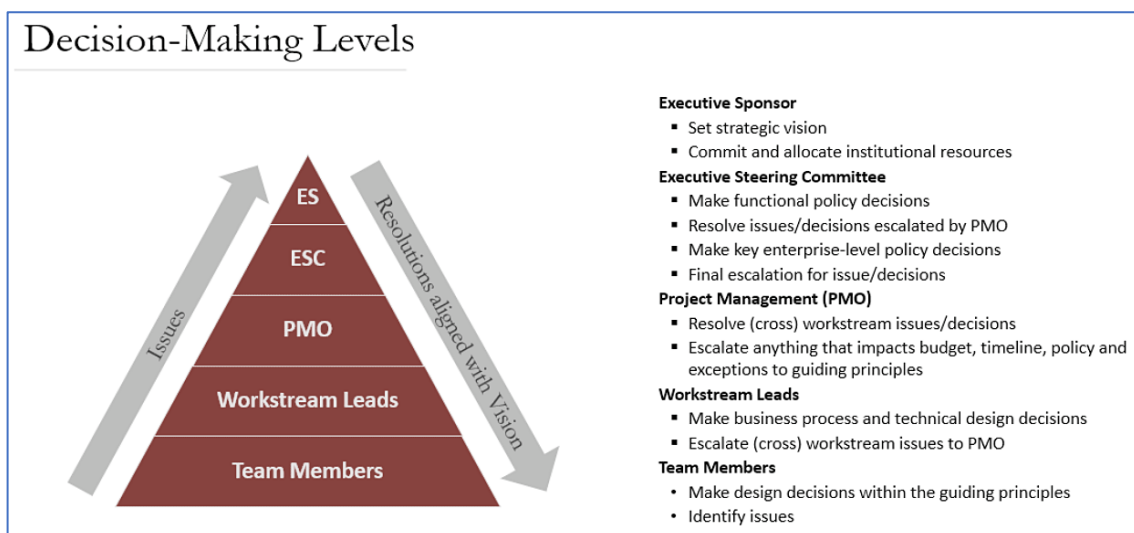 Decision-Making Levels
ES
ESC
PMO
Workstream Leads
Team Members
Issues
Resolutions aligned with Vision
Executive Sponsor
▪ Set strategic vision
▪ Commit and allocate institutional resources
Executive Steering Committee
▪ Make functional policy decisions
▪ Resolve issues/decisions escalated by PMO
▪ Make key enterprise-level policy decisions
▪ Final escalation for issue/decisions
Project Management (PMO)
▪ Resolve (cross) workstream issues/decisions
▪ Escalate anything that impacts budget, timeline, policy and
exceptions to guiding principles
Workstream Leads
▪ Make business process and technical design decisions
▪ Escalate (cross) workstream issues to PMO
Team Members
• Make design decisions within the guiding principles
• Identify issues